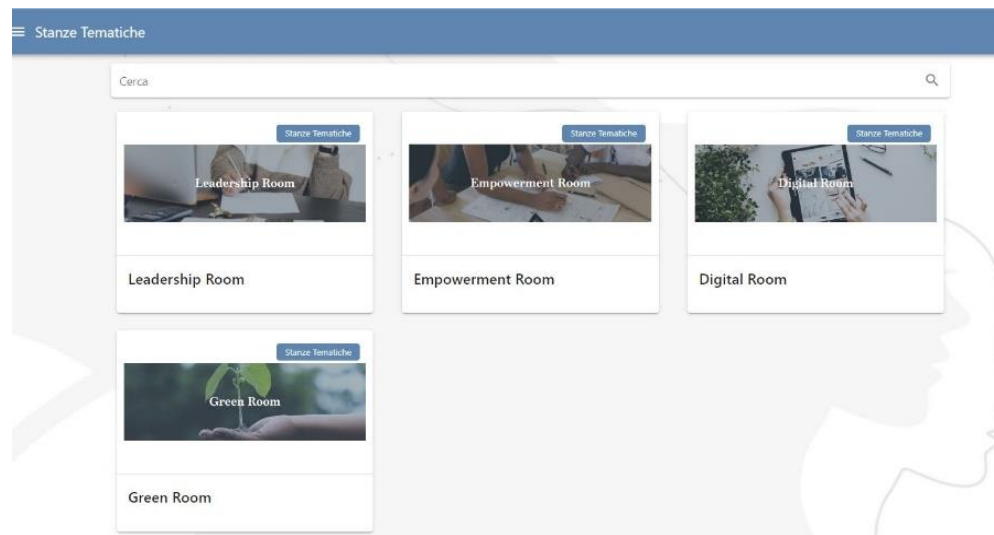 Stanze Tematiche
Cerca
Stanze Tematiche
Leadership Room
Leadership Room
Stanze Tematiche
Empowerment Room
Empowerment Room
Stanze Tematiche
Digital Room
Digital Room
Stanze Tematiche
Green Room
Green Room